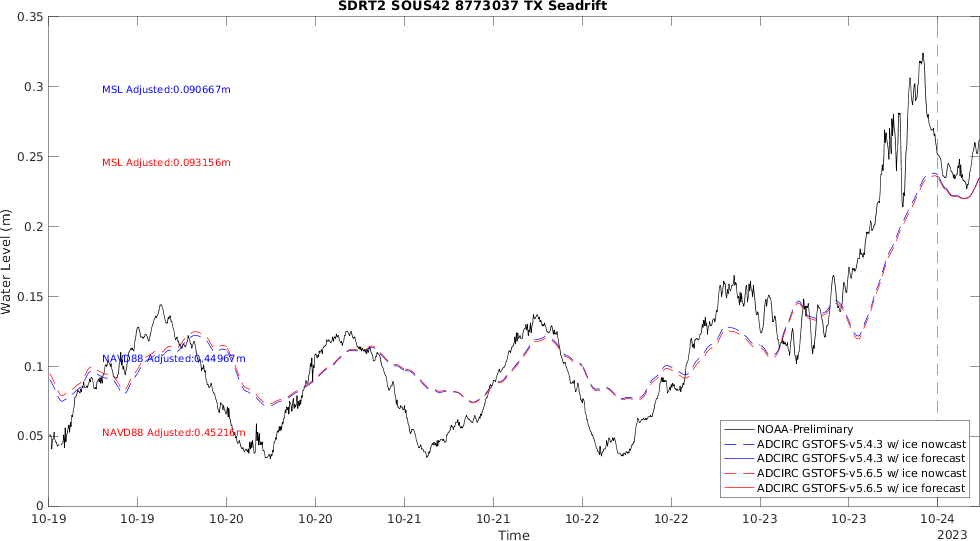 SDRT2 SOUS42 8773037 TX Seadrift
0.35
0.3
0.25
0.2
0.15
0.1
0.05
0
Water Level (m)
MSL Adjusted:0.090667m
MSL Adjusted:0.093156m
NAVD88 Adjusted:0.44967m
NAVD88 Adjusted:0.45216m
NOAA-Preliminary
ADCIRC GSTOFS-v5.4.3 w/ ice nowcast
ADCIRC GSTOFS-v5.4.3 w/ ice forecast
ADCIRC GSTOFS-v5.6.5 w/ ice nowcast
ADCIRC GSTOFS-v5.6.5 w/ ice forecast
10-19 10-19 10-20 10-20 10-21 10-21 10-22 10-22 10-23 10-23 10-24
Time
2023